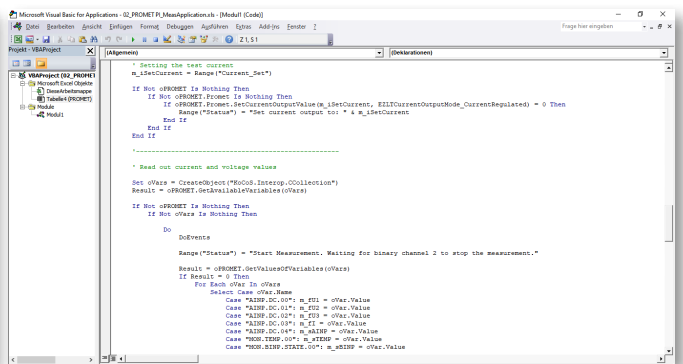 Microsoft Visual Basic for Applications - 02_PROMET PI_MeasApplication.xls - [Modul1 (Code)]
Datei Bearbeiten Ansicht Einfügen Format Debuggen Ausführen Extras Add-Ins Fenster ?
Frage hier eingeben
Z 1, S 1
Projekt - VBAProject
(Allgemein)
(Deklarationen)
VBAProject (02_PROMET
Microsoft Excel Objekte
DieseArbeitsmappe
Tabelle4 (PROMET)
Module
Modul1
' Setting the test current
m_iSetCurrent = Range("Current_Set")
If Not oPROMET Is Nothing Then
If Not oPROMET.Promet Is Nothing Then
If oPROMET.Promet.SetCurrentOutputValue(m_iSetCurrent, EZLTCurrentOutputMode_CurrentRegulated) = 0 Then
Range("Status") = "Set current output to: " & m_iSetCurrent
End If
End If
End If
'--------------------------------------------------
' Read out current and voltage values
Set oVars = CreateObject("KoCoS.Interop.CCollection")
Result = oPROMET.GetAvailableVariables(oVars)
If Not oPROMET Is Nothing Then
If Not oVars Is Nothing Then
Do
DoEvents
Range("Status") = "Start Measurement. Waiting for binary channel 2 to stop the measurement."
Result = oPROMET.GetValuesOfVariables(oVars)
If Result = 0 Then
For Each oVar In oVars
Select Case oVar.Name
Case "AINP.DC.00": m_fU1 = oVar.Value
Case "AINP.DC.01": m_fU2 = oVar.Value
Case "AINP.DC.02": m_fU3 = oVar.Value
Case "AINP.DC.03": m_fI = oVar.Value
Case "AINP.DC.04": m_sAINP = oVar.Value
Case "MON.TEMP.00": m_sTEMP = oVar.Value
Case "MON.BINP.STATE.00": m_sBINP = oVar.Value